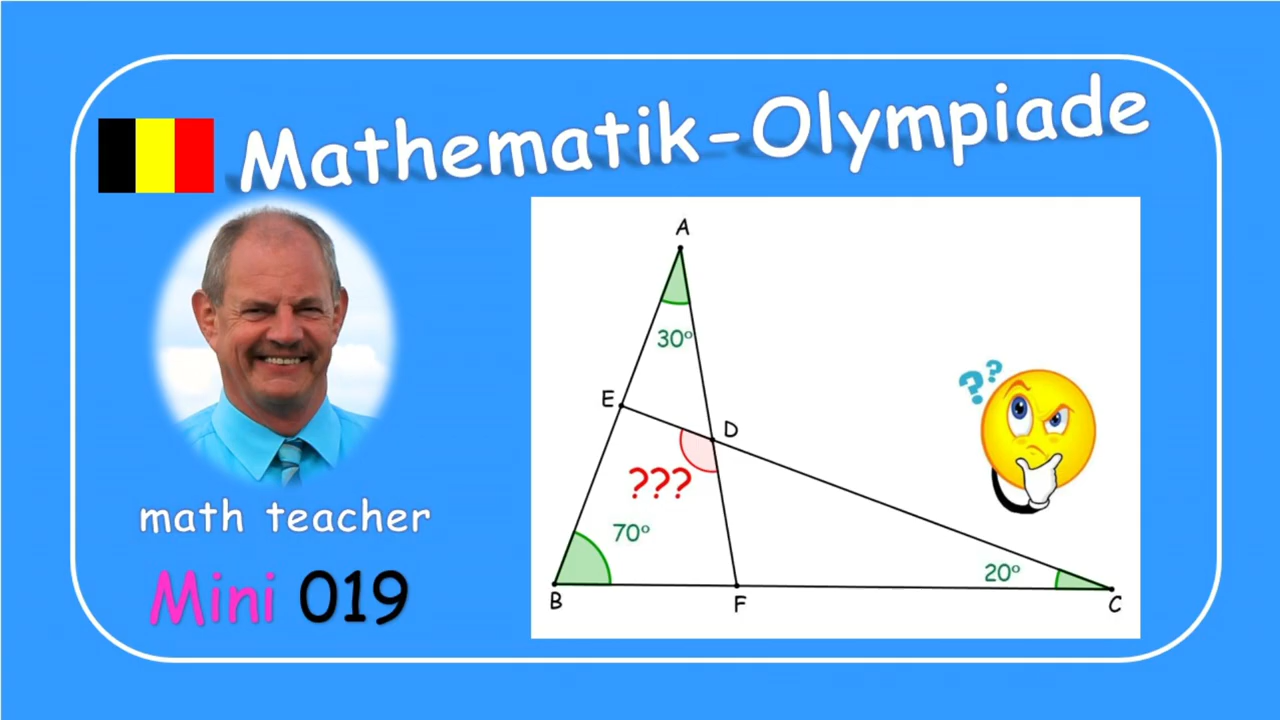 Mathematik-Olympiade
math teacher
Mini 019
A
30°
E
D
???
70°
20°
B
F
C
? ?